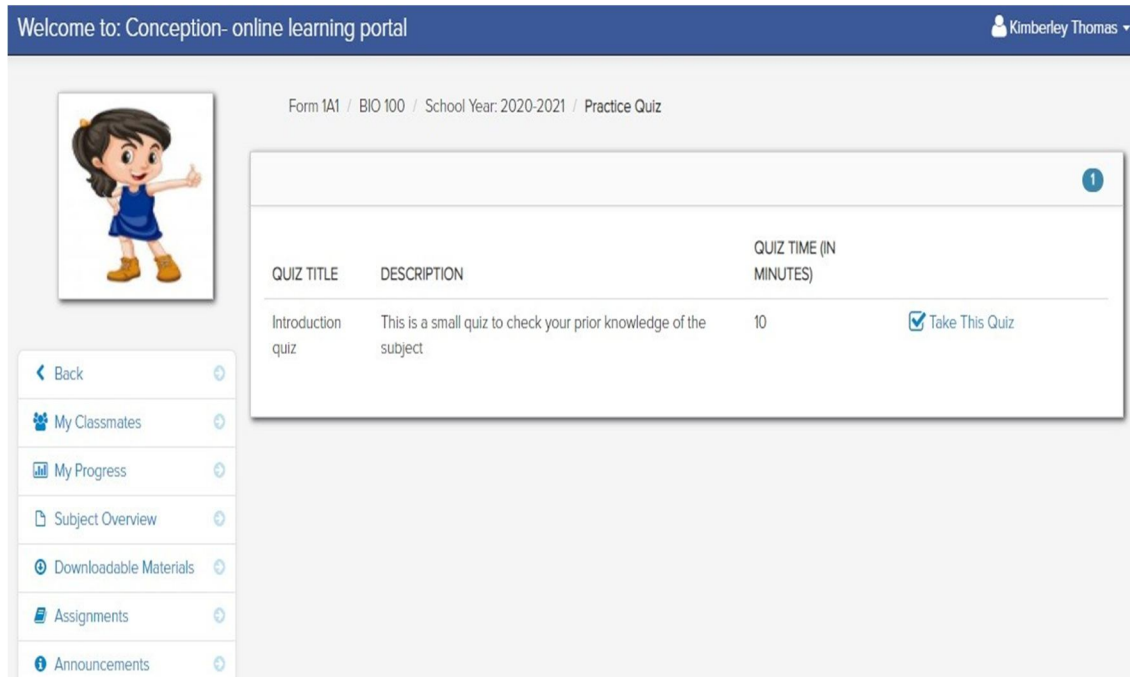 Welcome to: Conception- online learning portal
Kimberley Thomas
Form 1A1 / BIO 100 / School Year: 2020-2021 / Practice Quiz
1
QUIZ TITLE
DESCRIPTION
QUIZ TIME (IN
MINUTES)
Introduction
quiz
This is a small quiz to check your prior knowledge of the
subject
10
Take This Quiz
Back
My Classmates
My Progress
Subject Overview
Downloadable Materials
Assignments
Announcements